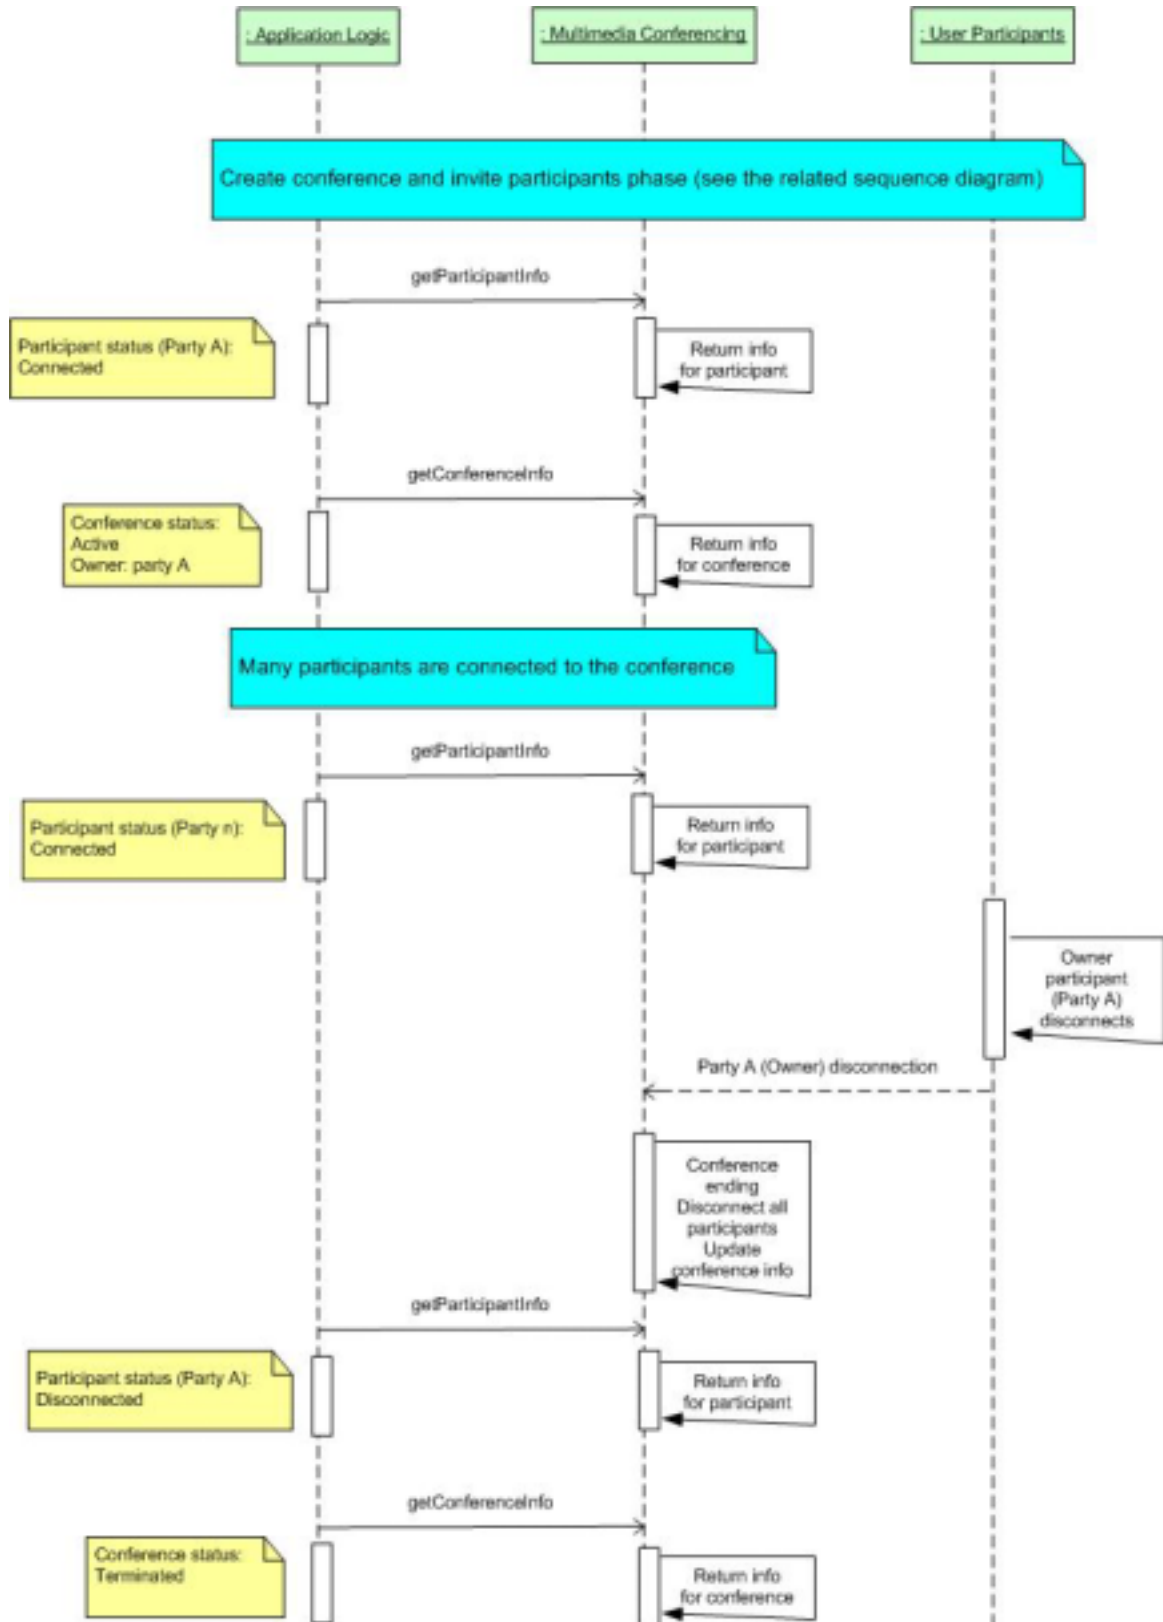 : Application Logic
: Multimedia Conferencing
: User Participants
Create conference and invite participants phase (see the related sequence diagram)
getParticipantInfo
Participant status (Party A):
Connected
Return info
for participant
getConferenceInfo
Conference status:
Active
Owner: party A
Return info
for conference
Many participants are connected to the conference
getParticipantInfo
Participant status (Party n):
Connected
Return info
for participant
Owner
participant
(Party A)
disconnects
Party A (Owner) disconnection
Conference
ending
Disconnect all
participants
Update
conference info
getParticipantInfo
Participant status (Party A):
Disconnected
Return info
for participant
getConferenceInfo
Conference status:
Terminated
Return info
for conference